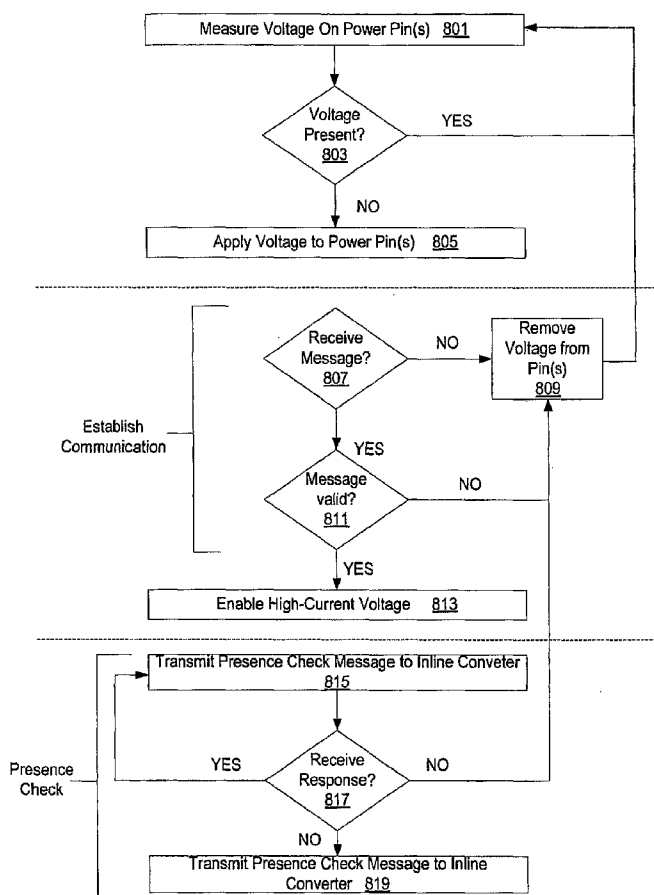 Measure Voltage On Power Pin(s) 801
Voltage
Present?
803
YES
NO
Apply Voltage to Power Pin(s) 805
Receive
Message?
807
NO
Remove
Voltage from
Pin(s)
809
Establish
Communication
YES
Message
valid?
811
NO
YES
Enable High-Current Voltage 813
Transmit Presence Check Message to Inline Conveter
815
Presence
Check
YES
Receive
Response?
817
NO
NO
Transmit Presence Check Message to Inline
Converter 819